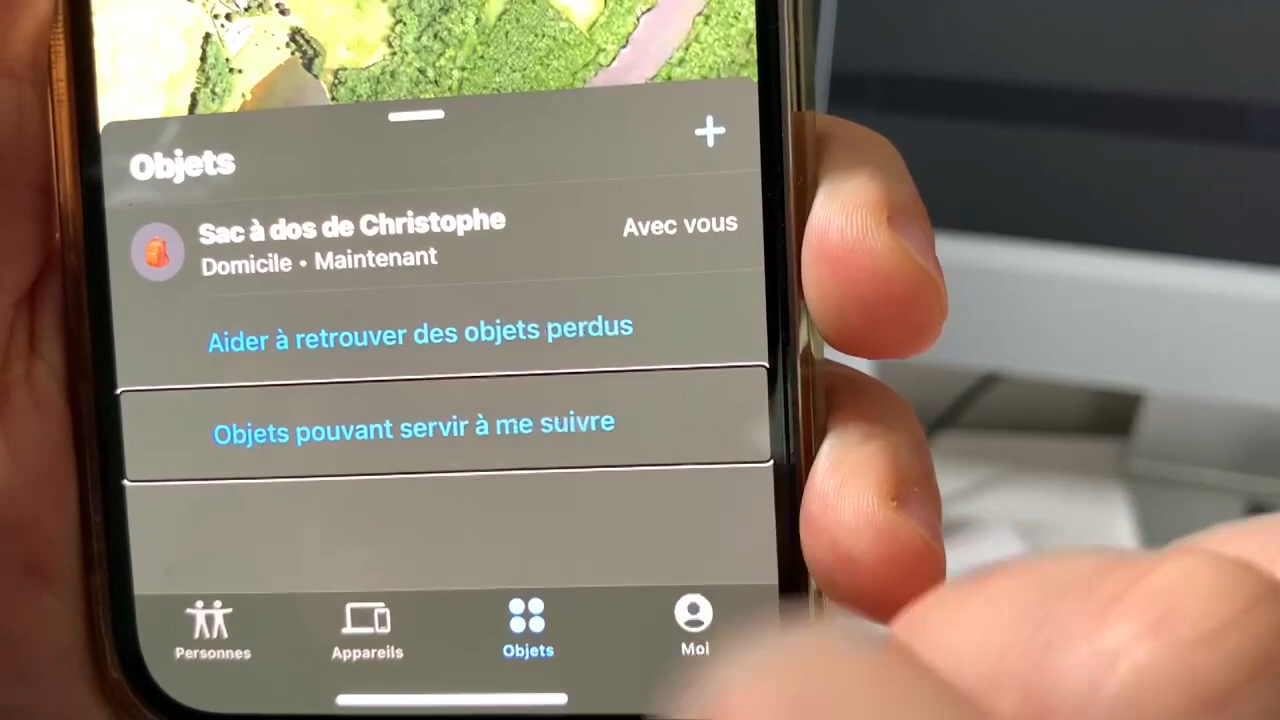 Objets
Sac à dos de Christophe
Avec vous
Domicile • Maintenant
Aider à retrouver des objets perdus
Objets pouvant servir à me suivre
Personnes
Appareils
Objets
Moi